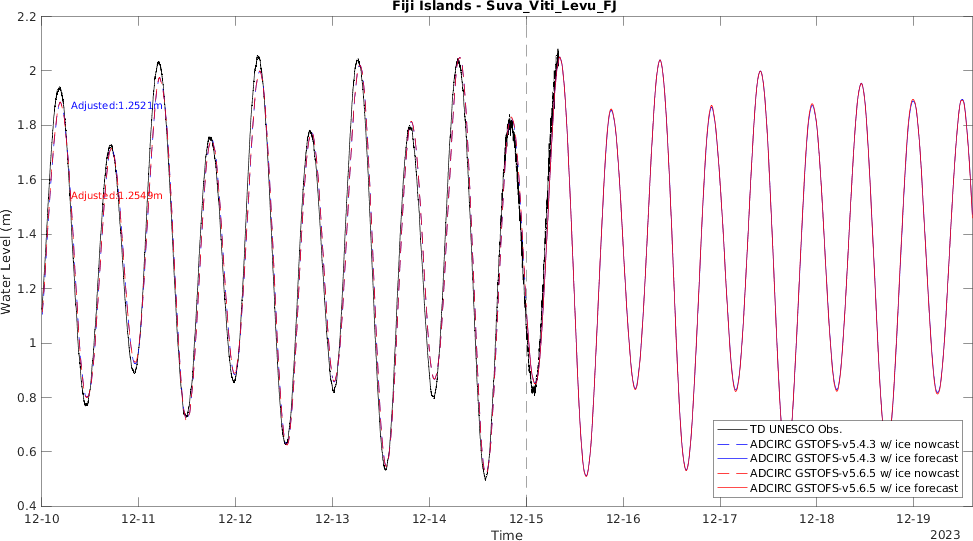 Fiji Islands - Suva_Viti_Levu_FJ
2.2
2
1.8
1.6
1.4
1.2
1
0.8
0.6
0.4
Water Level (m)
Adjusted:1.2521m
Adjusted:1.2549m
TD UNESCO Obs.
ADCIRC GSTOFS-v5.4.3 w/ ice nowcast
ADCIRC GSTOFS-v5.4.3 w/ ice forecast
ADCIRC GSTOFS-v5.6.5 w/ ice nowcast
ADCIRC GSTOFS-v5.6.5 w/ ice forecast
12-10 12-11 12-12 12-13 12-14 12-15 12-16 12-17 12-18 12-19
Time
2023